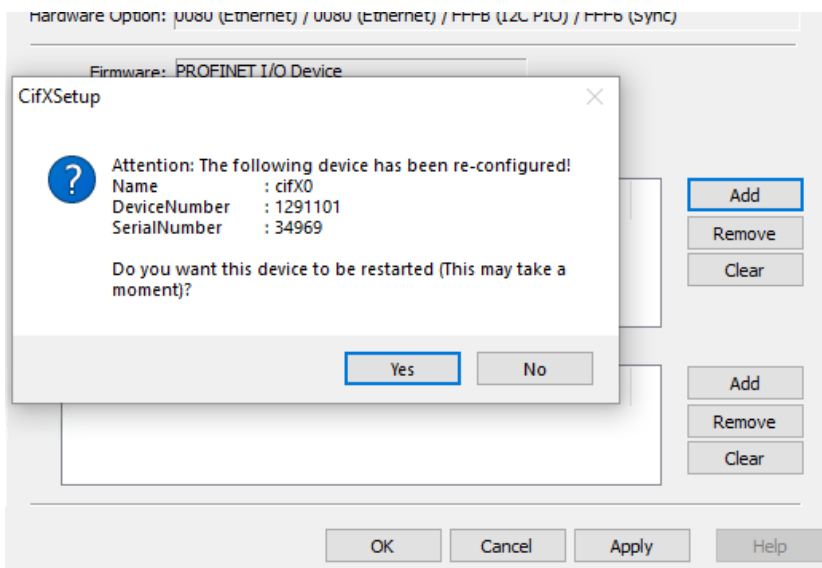 Hardware Option: 0080 (Ethernet) / 0080 (Ethernet) / FFFB (I2C PIO) / FFF6 (Sync)
Firmware: PROFINET I/O Device
CifXSetup
Attention: The following device has been re-configured!
Name : cifX0
DeviceNumber : 1291101
SerialNumber : 34969
Do you want this device to be restarted (This may take a
moment)?
Yes No
Add
Remove
Clear
Add
Remove
Clear
OK Cancel Apply Help